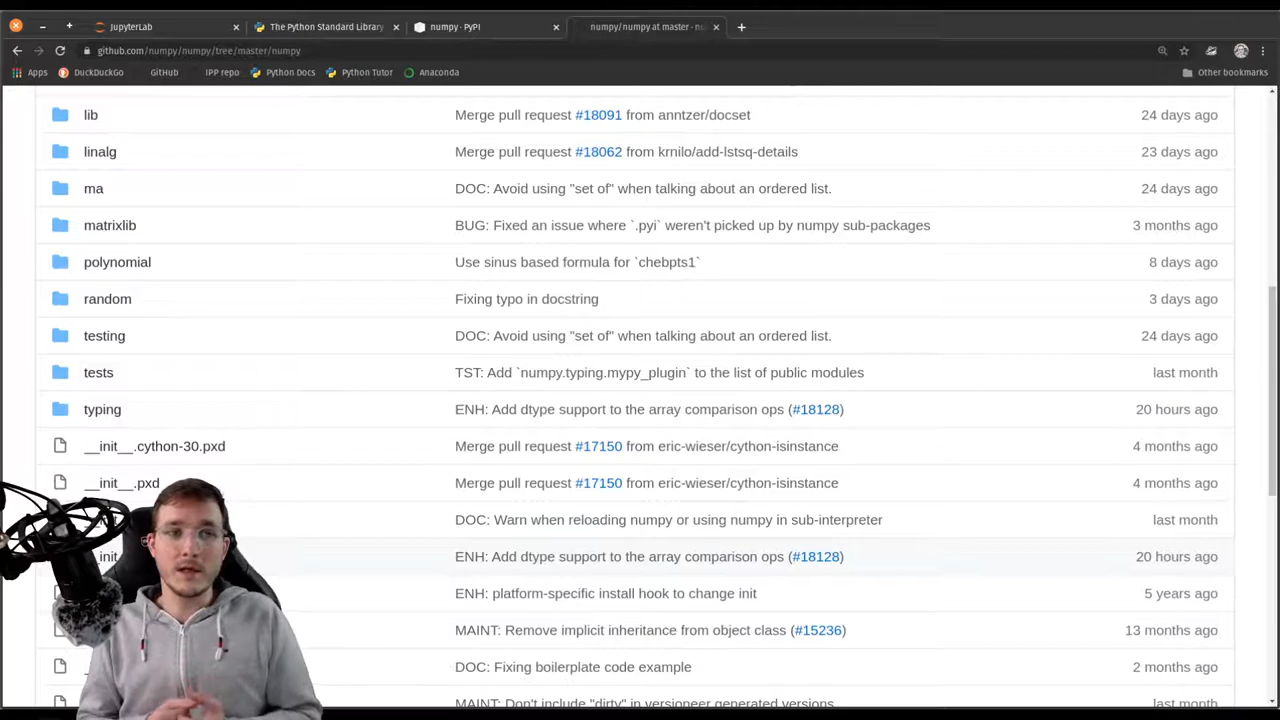 JupyterLab
The Python Standard Library
numpy · PyPI
numpy/numpy at master
github.com/numpy/numpy/tree/master/numpy
Apps DuckDuckGo GitHub IPP repo Python Docs Python Tutor Anaconda Other bookmarks
lib Merge pull request #18091 from anntzer/docset 24 days ago
linalg Merge pull request #18062 from krnilo/add-lstsq-details 23 days ago
ma DOC: Avoid using "set of" when talking about an ordered list. 24 days ago
matrixlib BUG: Fixed an issue where `.pyi` weren't picked up by numpy sub-packages 3 months ago
polynomial Use sinus based formula for `chebpts1` 8 days ago
random Fixing typo in docstring 3 days ago
testing DOC: Avoid using "set of" when talking about an ordered list. 24 days ago
tests TST: Add `numpy.typing.mypy_plugin` to the list of public modules last month
typing ENH: Add dtype support to the array comparison ops (#18128) 20 hours ago
__init__.cython-30.pxd Merge pull request #17150 from eric-wieser/cython-isinstance 4 months ago
__init__.pxd Merge pull request #17150 from eric-wieser/cython-isinstance 4 months ago
DOC: Warn when reloading numpy or using numpy in sub-interpreter last month
ENH: Add dtype support to the array comparison ops (#18128) 20 hours ago
ENH: platform-specific install hook to change init 5 years ago
MAINT: Remove implicit inheritance from object class (#15236) 13 months ago
DOC: Fixing boilerplate code example 2 months ago
MAINT: Don't include "dirty" in versioneer generated versions last month